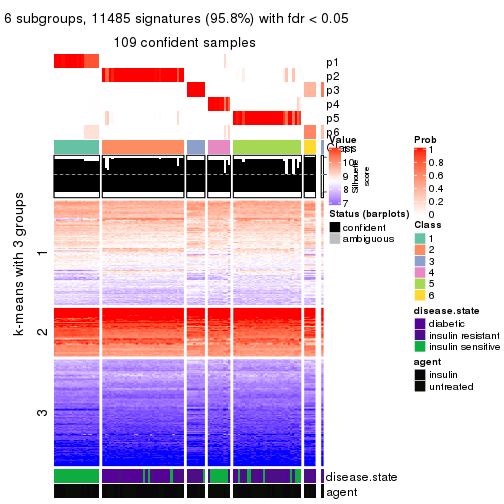 6 subgroups, 11485 signatures (95.8%) with fdr < 0.05
109 confident samples
p1
p2
p3
p4
p5
p6
Class
Silhouette
score
k-means with 3 groups
1
2
3
disease.state
agent
Value
10
9
8
7
Status (barplots)
confident
ambiguous
Prob
1
0.8
0.6
0.4
0.2
0
Class
1
2
3
4
5
6
disease.state
diabetic
insulin resistant
insulin sensitive
agent
insulin
untreated